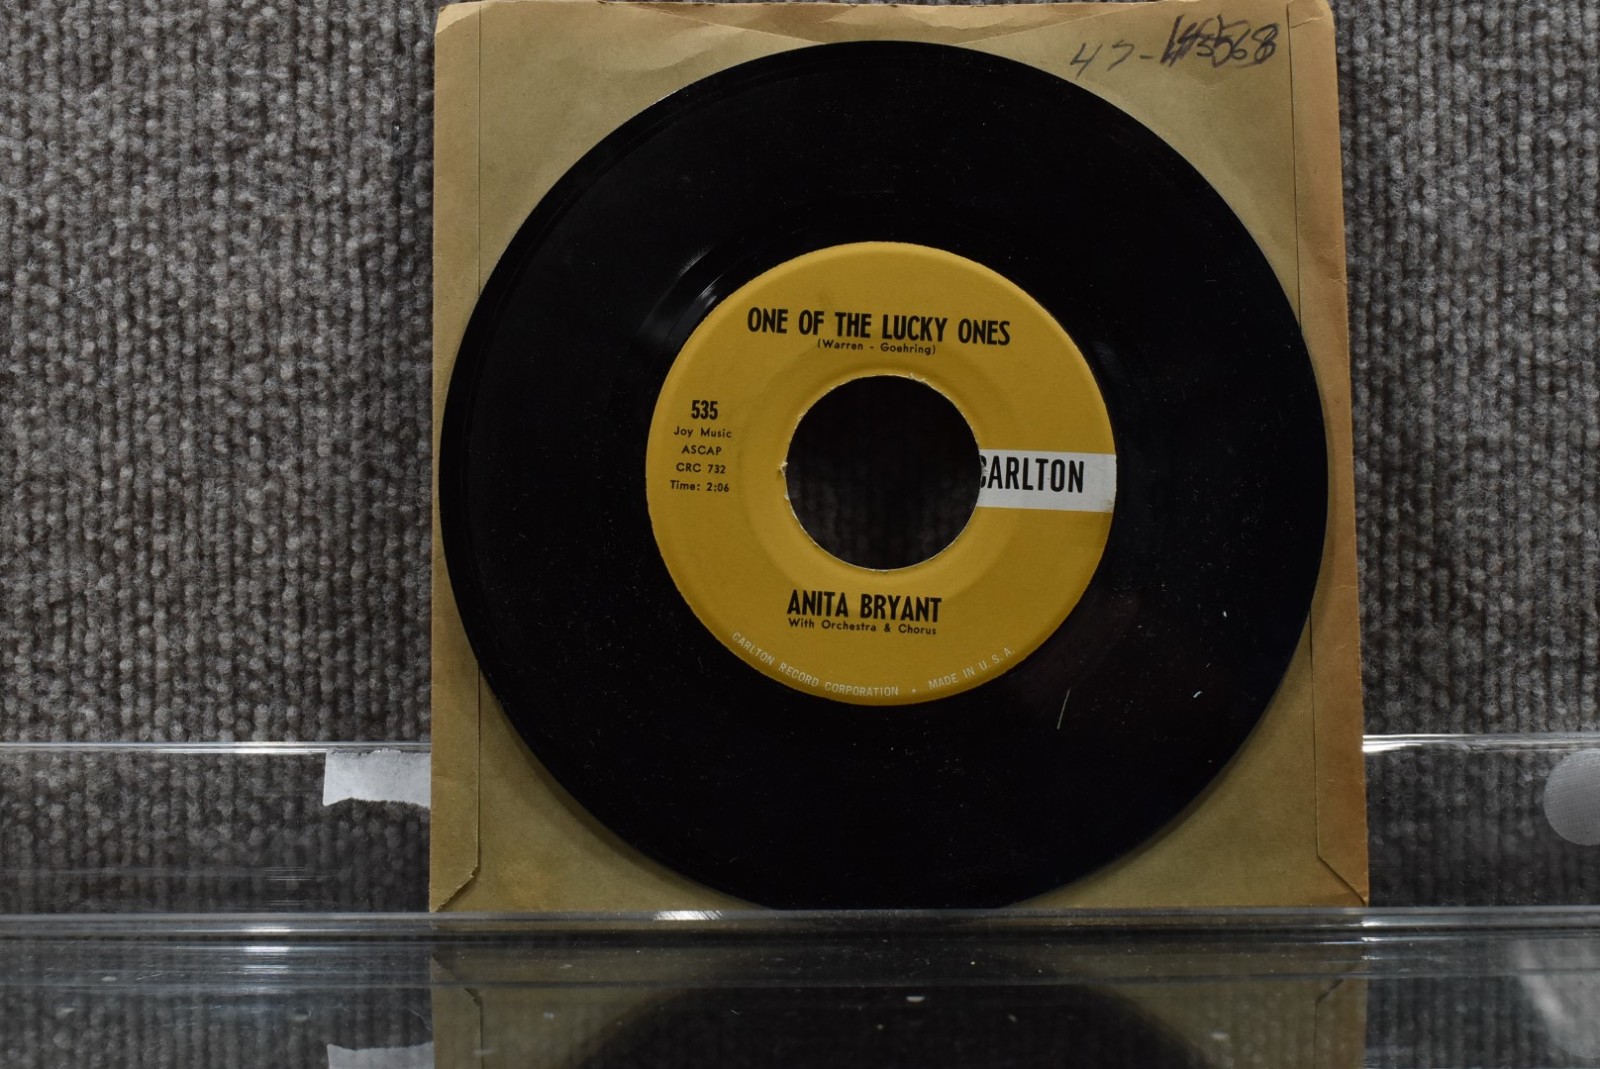 ONE OF THE LUCKY ONES
(Warren - Goehring)
535
Joy Music
ASCAP
CRC 732
Time: 2:06
CARLTON
ANITA BRYANT
With Orchestra & Chorus
CARLTON RECORD CORPORATION • MADE IN U.S.A.